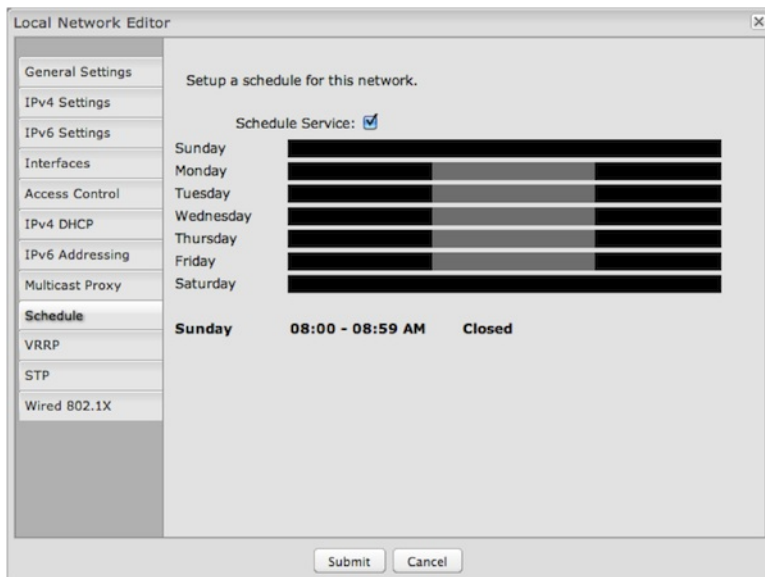 Local Network Editor
General Settings
IPv4 Settings
IPv6 Settings
Interfaces
Access Control
IPv4 DHCP
IPv6 Addressing
Multicast Proxy
Schedule
VRRP
STP
Wired 802.1X
Setup a schedule for this network.
Schedule Service:
Sunday
Monday
Tuesday
Wednesday
Thursday
Friday
Saturday
Sunday 08:00 - 08:59 AM Closed
Submit Cancel